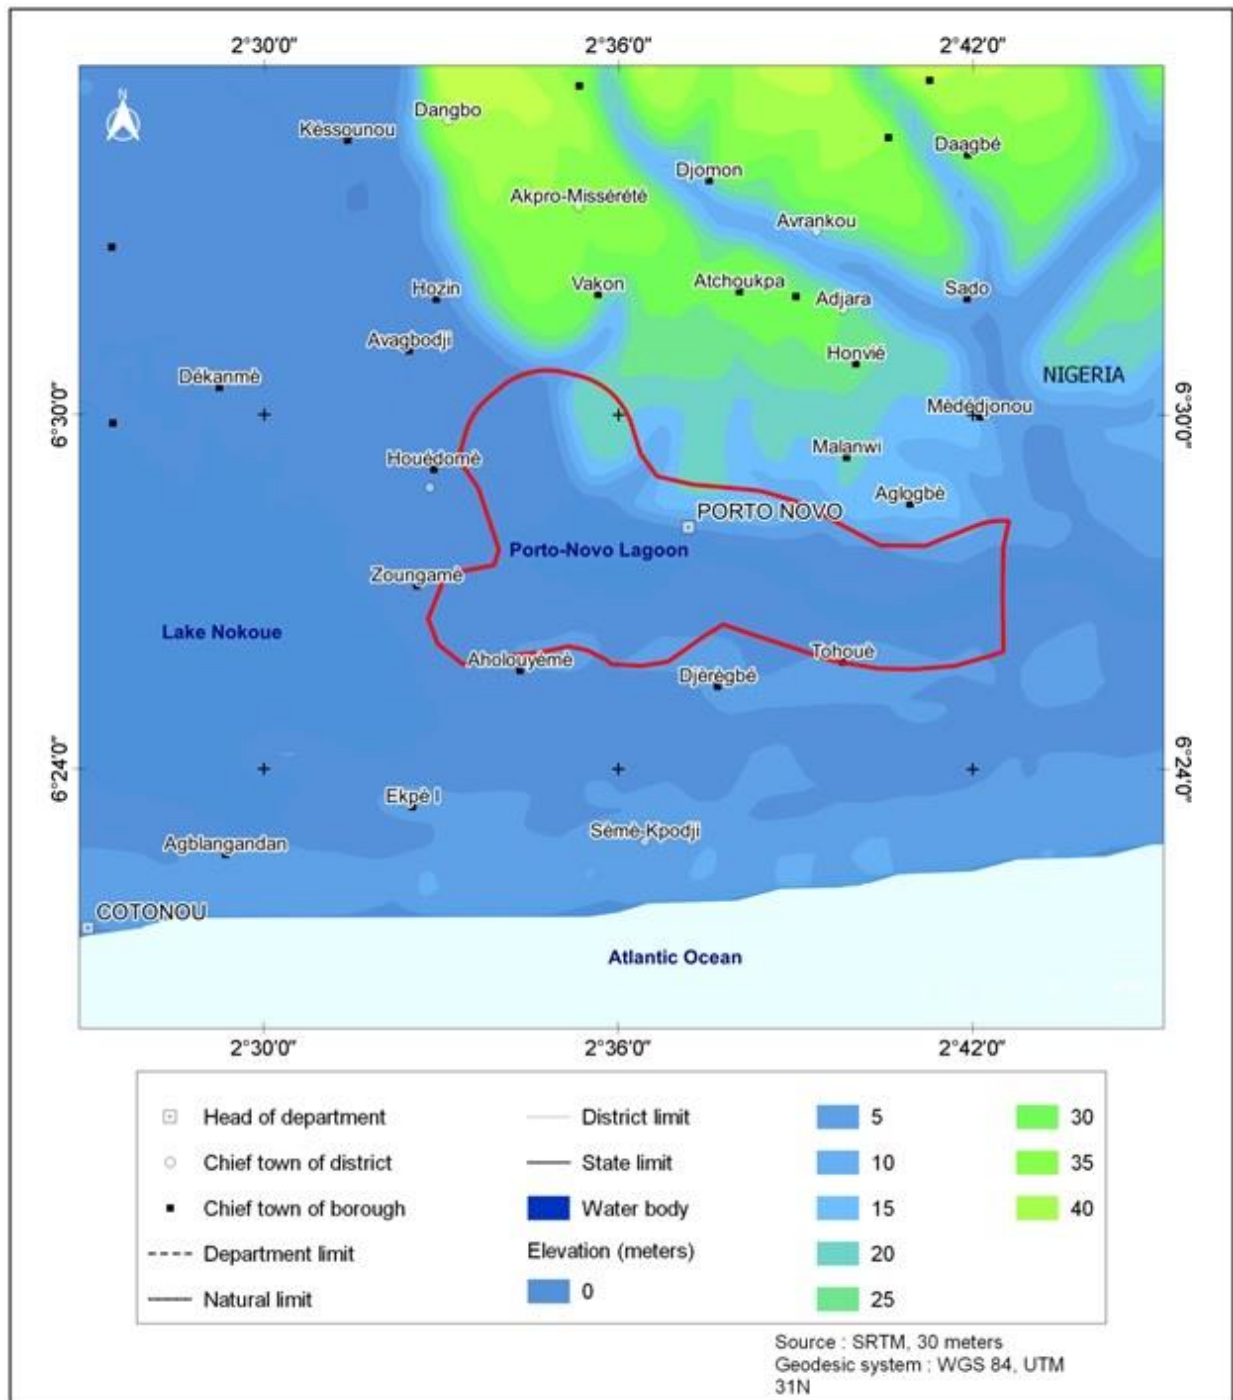 2°30'0" 2°36'0" 2°42'0"
N
Dangbo
Késsounou
Daagbé
Djomon
Akpro-Missérété
Avrankou
Vakon
Atchoukpa
Hozin
Adjara
Sado
Avagbodji
Honvié
Dékanmè
NIGERIA
6°30'0"
6°30'0"
Mèdédjonou
Houédomè
Malanwi
Aglogbè
PORTO NOVO
Porto-Novo Lagoon
Zoungamè
Lake Nokoue
Aholouyèmè
Tohouè
Djèrègbé
6°24'0"
6°24'0"
Ekpè I
Sèmè-Kpodji
Agblangandan
COTONOU
Atlantic Ocean
2°30'0" 2°36'0" 2°42'0"
Head of department
Chief town of district
Chief town of borough
Department limit
Natural limit
District limit
State limit
Water body
Elevation (meters)
0
5
10
15
20
25
30
35
40
Source : SRTM, 30 meters
Geodesic system : WGS 84, UTM
31N